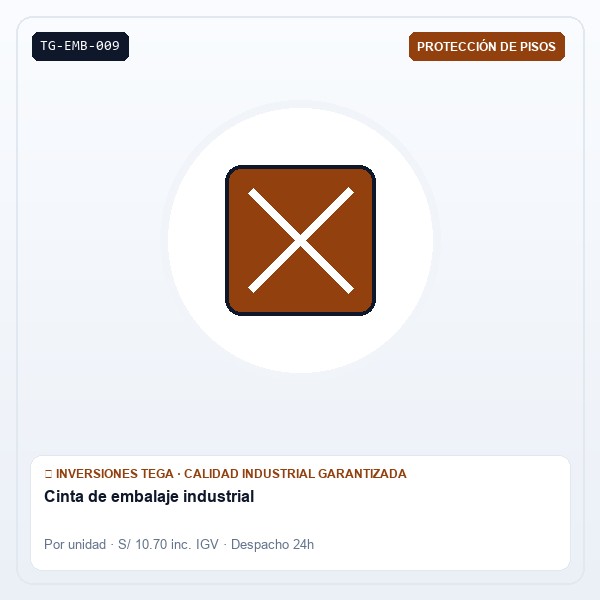 TG-EMB-009
PROTECCIÓN DE PISOS
□ INVERSIONES TEGA · CALIDAD INDUSTRIAL GARANTIZADA
Cinta de embalaje industrial
Por unidad · S/ 10.70 inc. IGV · Despacho 24h